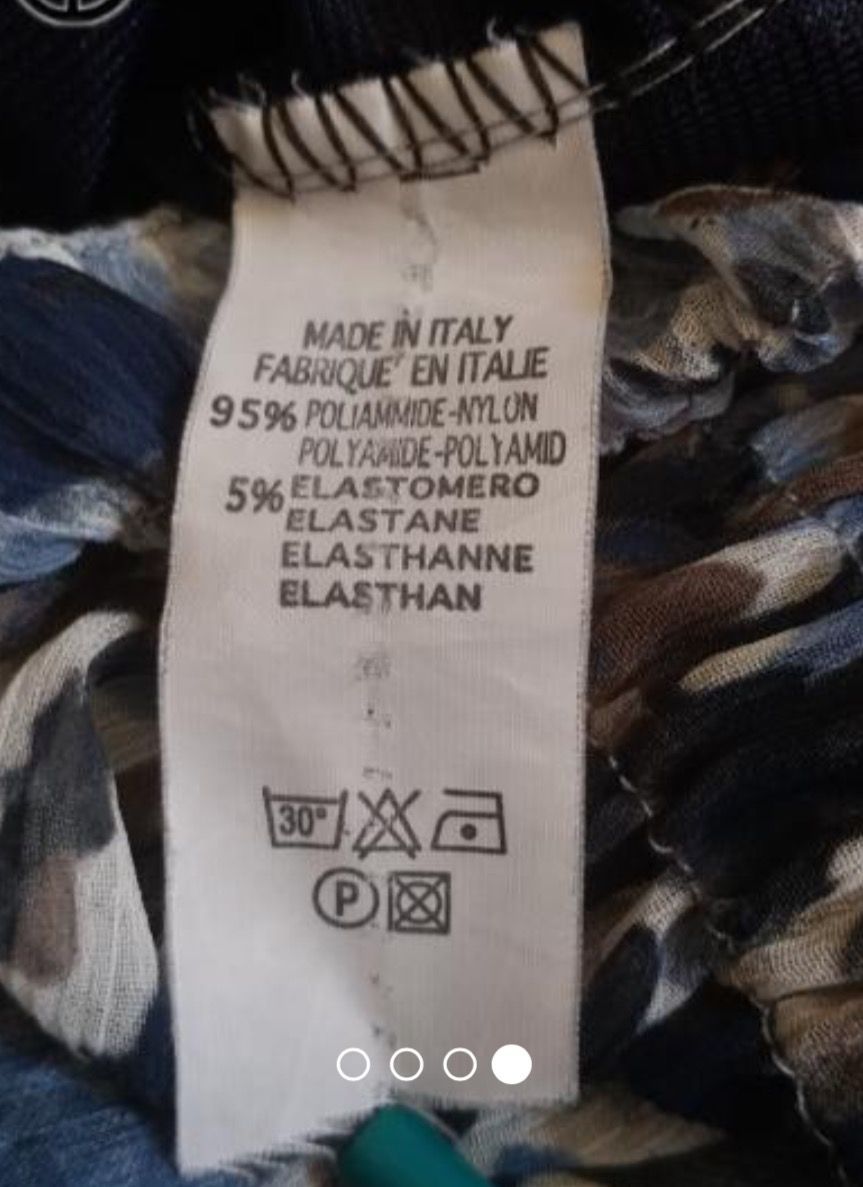 MADE IN ITALY
FABRIQUE' EN ITALIE
95% POLIAMMIDE-NYLON
POLYAMIDE-POLYAMID
5% ELASTOMERO
ELASTANE
ELASTHANNE
ELASTHAN
30°
P